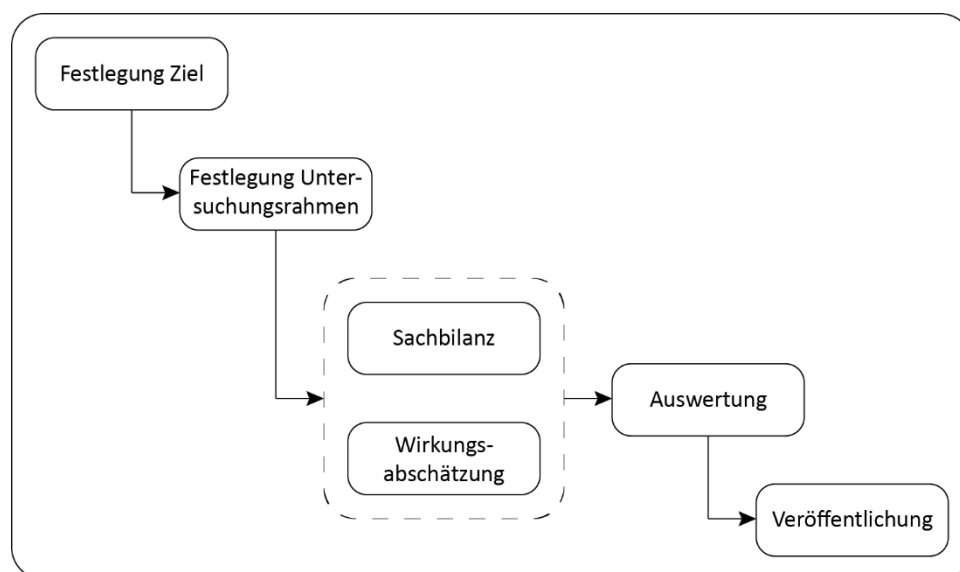 Festlegung Ziel
Festlegung Unter-
suchungsrahmen
Sachbilanz
Wirkungs-
abschätzung
Auswertung
Veröffentlichung